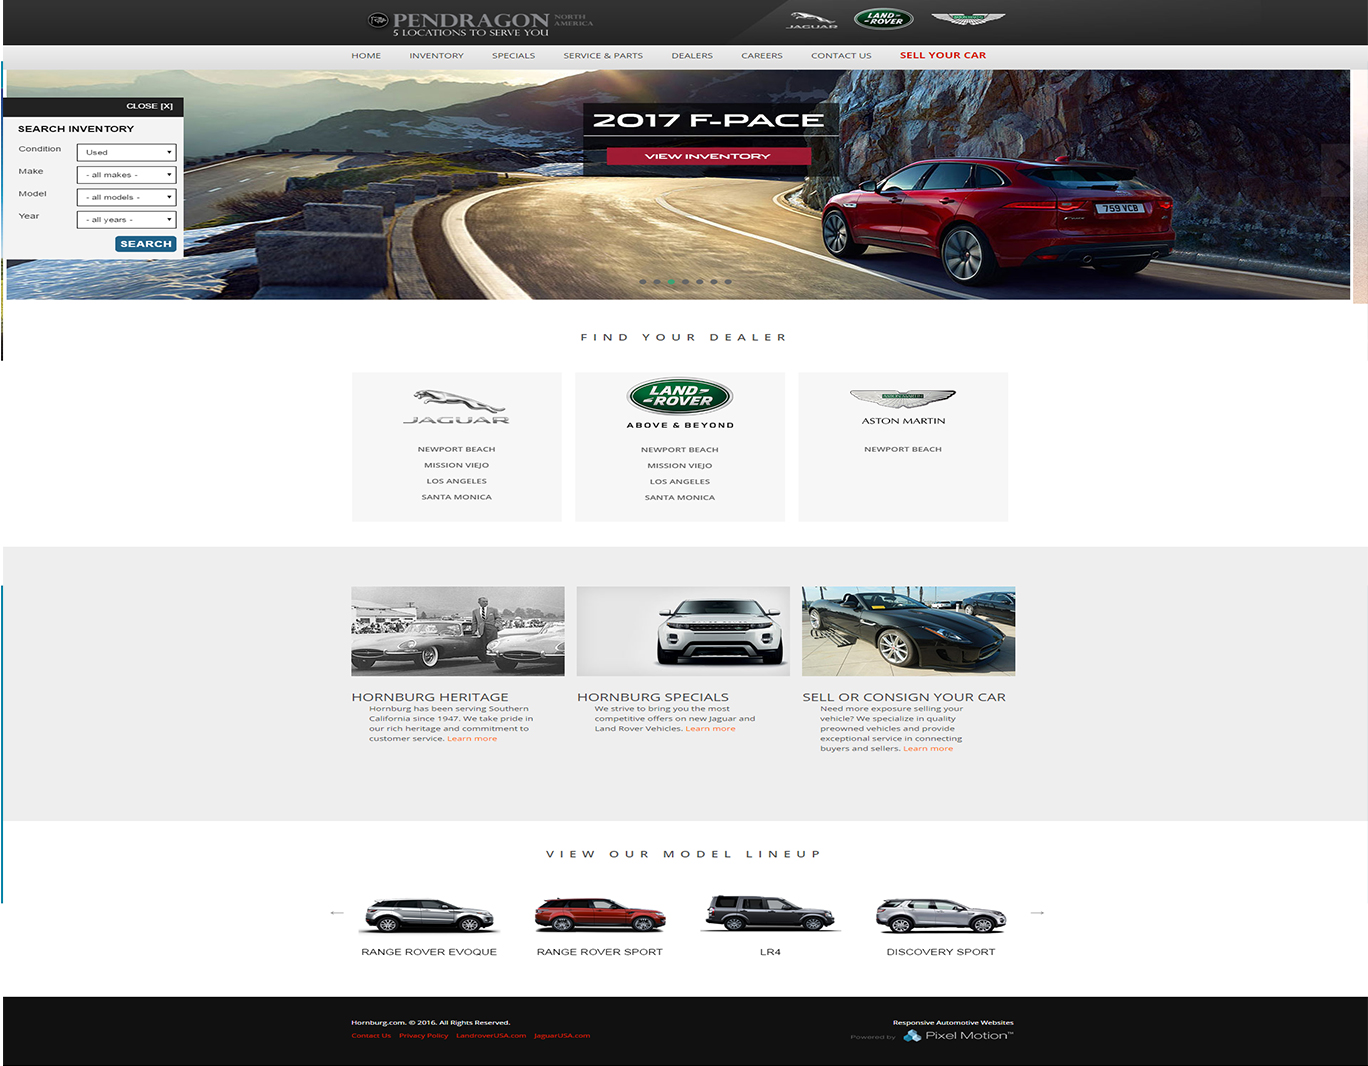 PENDRAGON NORTH AMERICA
5 LOCATIONS TO SERVE YOU
JAGUAR
LAND-ROVER
HOME INVENTORY SPECIALS SERVICE & PARTS DEALERS CAREERS CONTACT US SELL YOUR CAR
CLOSE [X]
SEARCH INVENTORY
Condition Used
Make - all makes -
Model - all models -
Year - all years -
SEARCH
2017 F-PACE
VIEW INVENTORY
759 VCB
FIND YOUR DEALER
JAGUAR
NEWPORT BEACH
MISSION VIEJO
LOS ANGELES
SANTA MONICA
LAND-ROVER
ABOVE & BEYOND
NEWPORT BEACH
MISSION VIEJO
LOS ANGELES
SANTA MONICA
ASTON MARTIN
ASTON MARTIN
NEWPORT BEACH
HORNBURG HERITAGE
Hornburg has been serving Southern
California since 1947. We take pride in
our rich heritage and commitment to
customer service. Learn more
HORNBURG SPECIALS
We strive to bring you the most
competitive offers on new Jaguar and
Land Rover Vehicles. Learn more
SELL OR CONSIGN YOUR CAR
Need more exposure selling your
vehicle? We specialize in quality
preowned vehicles and provide
exceptional service in connecting
buyers and sellers. Learn more
VIEW OUR MODEL LINEUP
RANGE ROVER EVOQUE
RANGE ROVER SPORT
LR4
DISCOVERY SPORT
Hornburg.com. © 2016. All Rights Reserved.
Contact Us Privacy Policy LandroverUSA.com JaguarUSA.com
Responsive Automotive Websites
Powered by Pixel Motion™